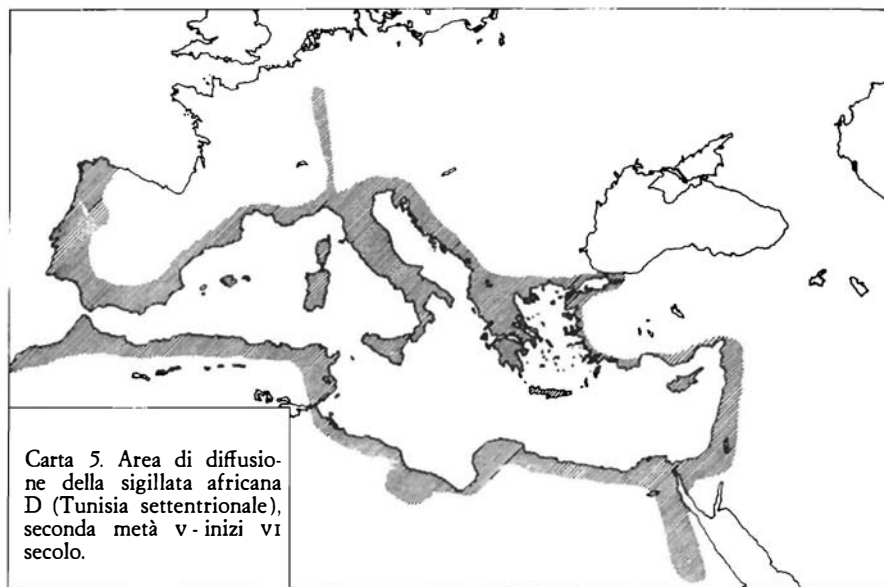 Carta 5. Area di diffusio-
ne della sigillata africana
D (Tunisia settentrionale),
seconda metà V - inizi VI
secolo.